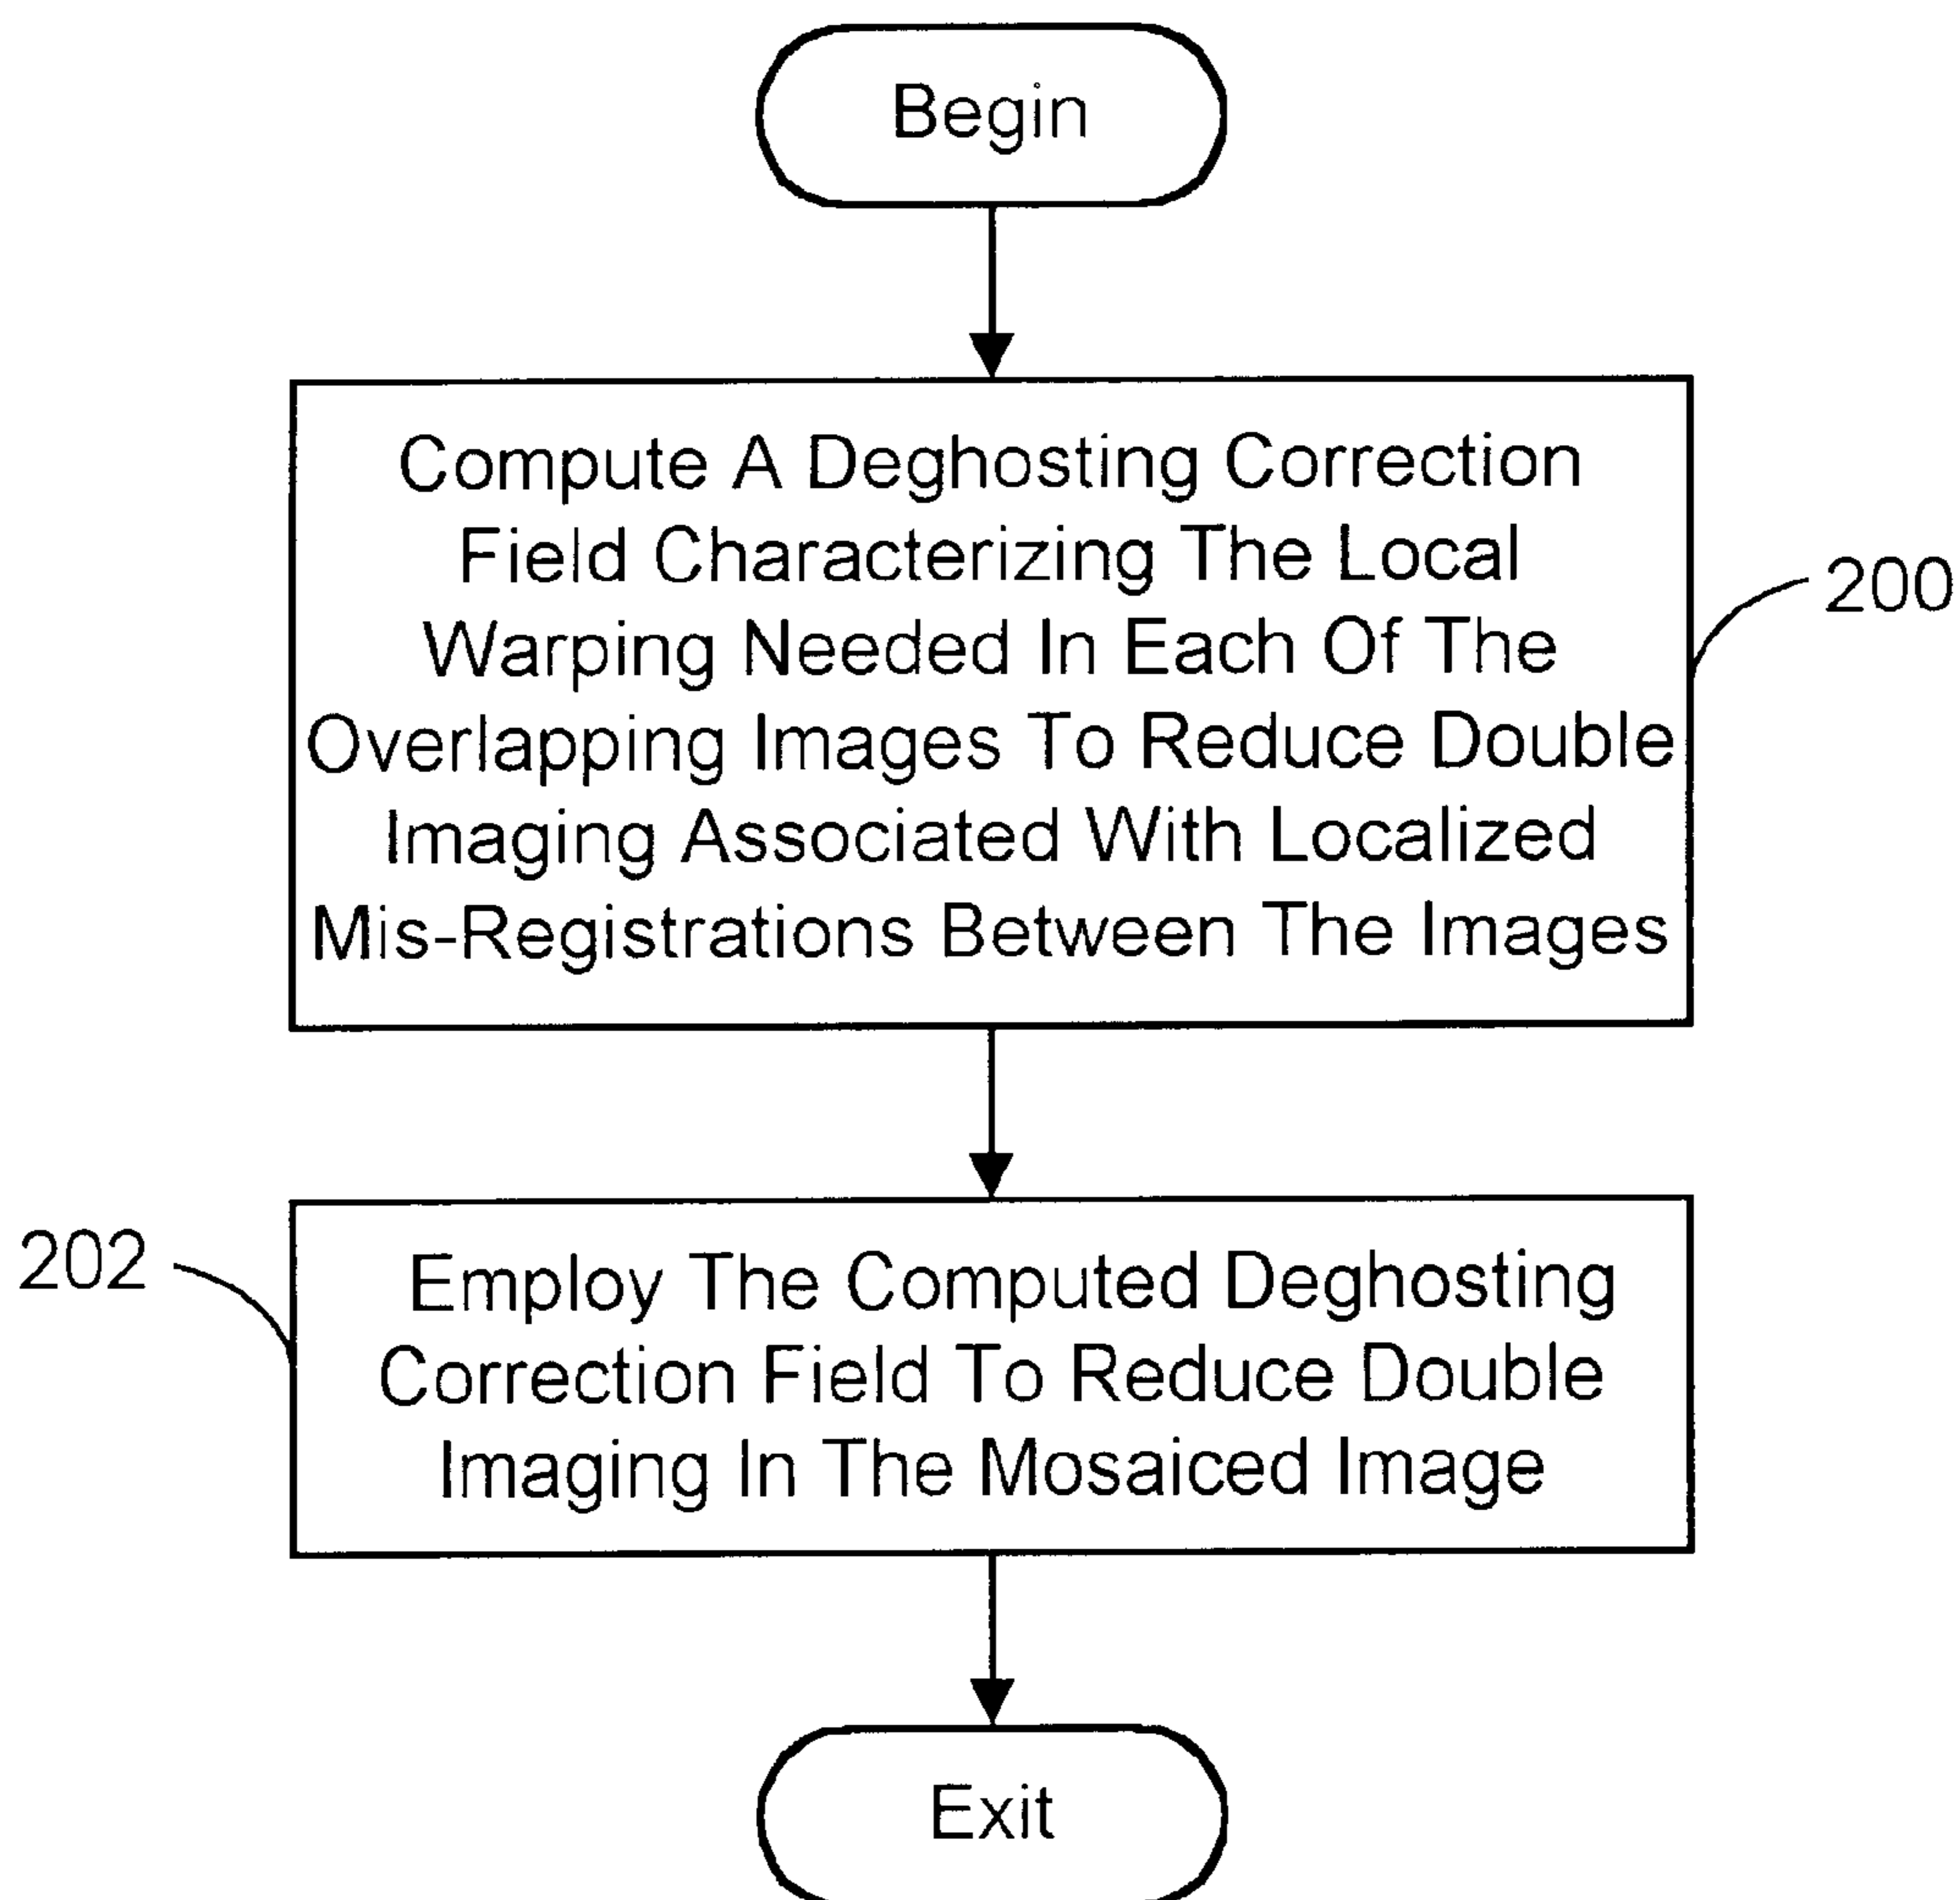 Begin
Compute A Deghosting Correction
Field Characterizing The Local
Warping Needed In Each Of The
Overlapping Images To Reduce Double
Imaging Associated With Localized
Mis-Registrations Between The Images
200
202
Employ The Computed Deghosting
Correction Field To Reduce Double
Imaging In The Mosaiced Image
Exit